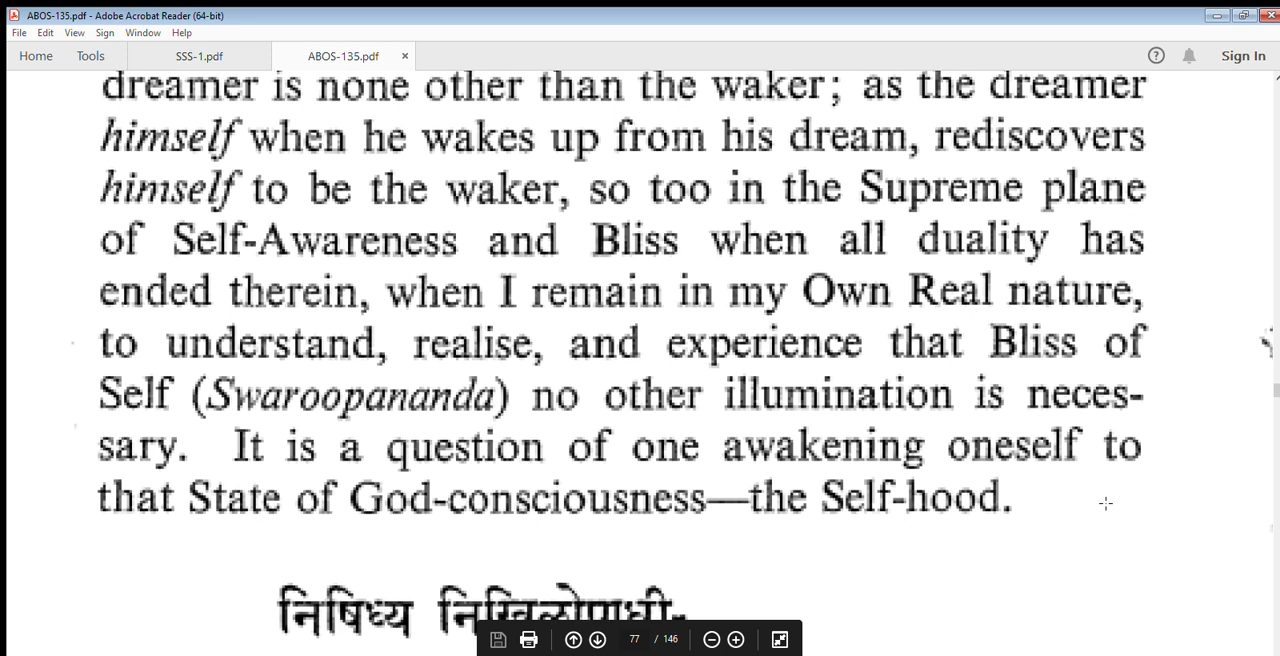 ABOS-135.pdf - Adobe Acrobat Reader (64-bit)
File Edit View Sign Window Help
Home Tools SSS-1.pdf ABOS-135.pdf × Sign In
dreamer is none other than the waker; as the dreamer
himself when he wakes up from his dream, rediscovers
himself to be the waker, so too in the Supreme plane
of Self-Awareness and Bliss when all duality has
ended therein, when I remain in my Own Real nature,
to understand, realise, and experience that Bliss of
Self (Swaroopananda) no other illumination is neces-
sary. It is a question of one awakening oneself to
that State of God-consciousness—the Self-hood.
निषिध्य
77 / 146